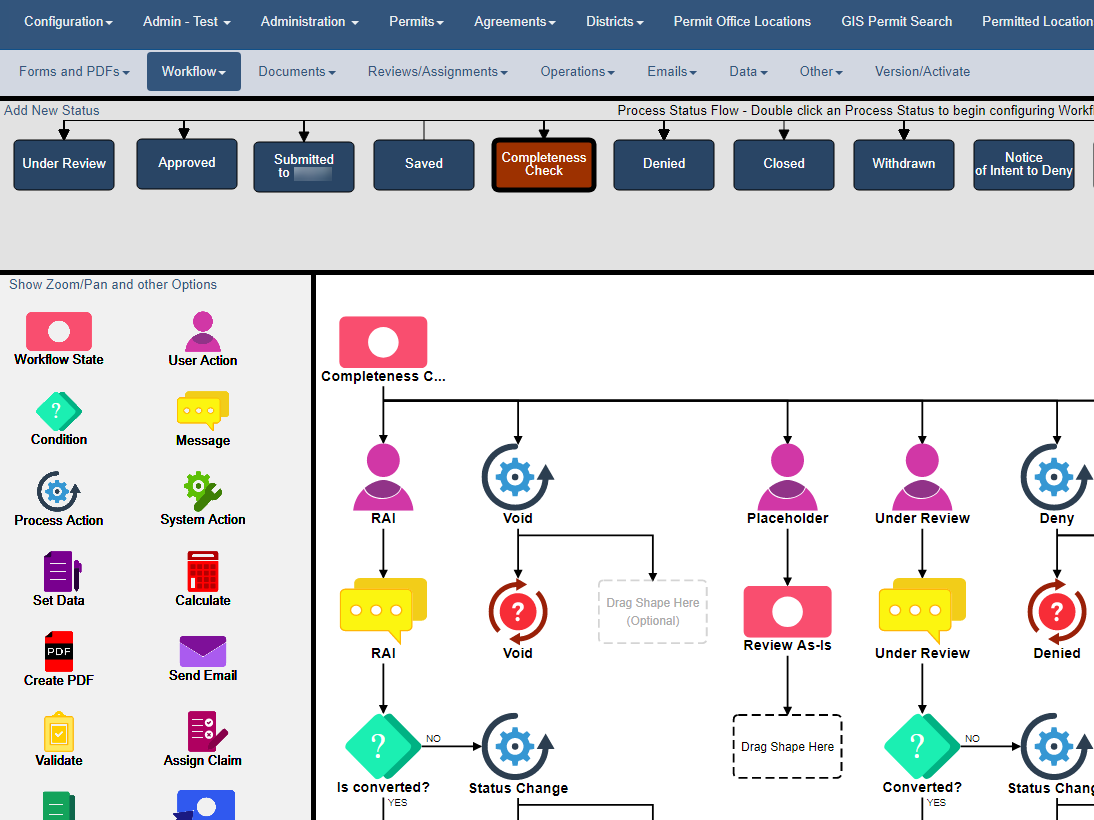 Configuration
Admin - Test
Administration
Permits
Agreements
Districts
Permit Office Locations
GIS Permit Search
Permitted Location
Forms and PDFs
Workflow
Documents
Reviews/Assignments
Operations
Emails
Data
Other
Version/Activate
Add New Status
Process Status Flow - Double click an Process Status to begin configuring Workfl
Under Review
Approved
Submitted
to
Saved
Completeness
Check
Denied
Closed
Withdrawn
Notice
of Intent to Deny
Show Zoom/Pan and other Options
Workflow State
User Action
?
Condition
Message
Process Action
System Action
Set Data
Calculate
PDF
Create PDF
Send Email
Validate
Assign Claim
Completeness C...
RAI
Void
Placeholder
Under Review
Deny
RAI
?
Void
Drag Shape Here
(Optional)
Review As-Is
Under Review
?
Denied
?
Is converted?
NO
YES
Status Change
Drag Shape Here
?
Converted?
NO
YES
Status Chang